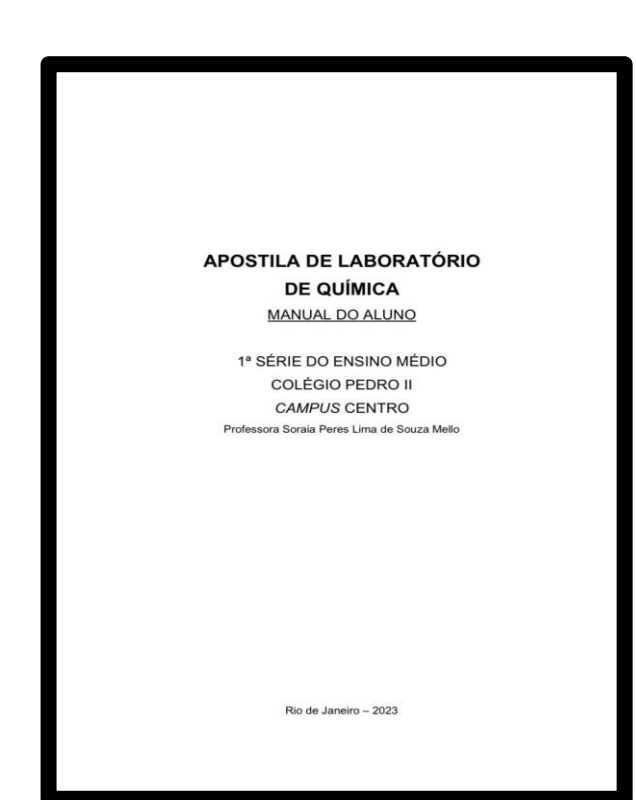 APOSTILA DE LABORATÓRIO
DE QUÍMICA
MANUAL DO ALUNO
1ª SÉRIE DO ENSINO MÉDIO
COLÉGIO PEDRO II
CAMPUS CENTRO
Professora Soraia Peres Lima de Souza Mello
Rio de Janeiro – 2023